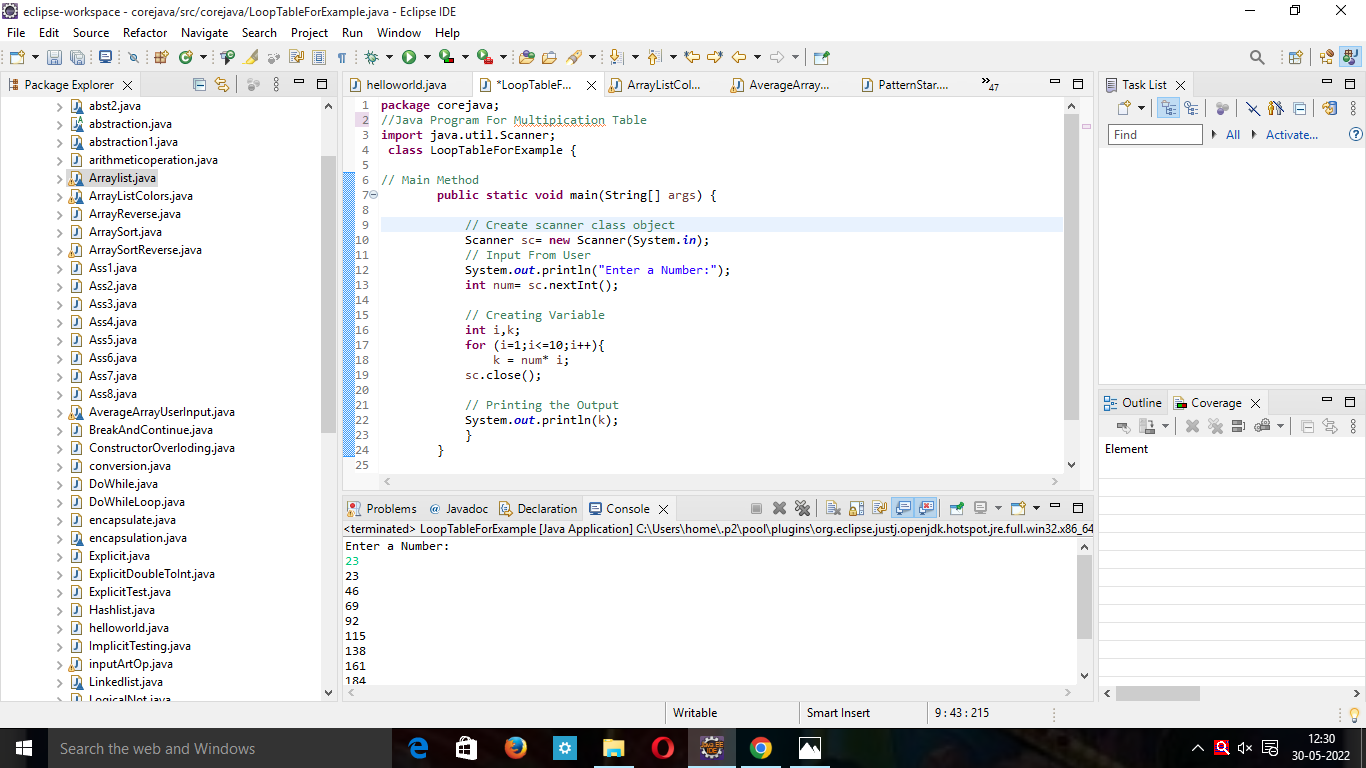 eclipse-workspace - corejava/src/corejava/LoopTableForExample.java - Eclipse IDE
File Edit Source Refactor Navigate Search Project Run Window Help
Package Explorer
abst2.java
abstraction.java
abstraction1.java
arithmeticoperation.java
Arraylist.java
ArrayListColors.java
ArrayReverse.java
ArraySort.java
ArraySortReverse.java
Ass1.java
Ass2.java
Ass3.java
Ass4.java
Ass5.java
Ass6.java
Ass7.java
Ass8.java
AverageArrayUserInput.java
BreakAndContinue.java
ConstructorOverloding.java
conversion.java
DoWhile.java
DoWhileLoop.java
encapsulate.java
encapsulation.java
Explicit.java
ExplicitDoubleToInt.java
ExplicitTest.java
Hashlist.java
helloworld.java
ImplicitTesting.java
inputArtOp.java
Linkedlist.java
LogicalNot.java
helloworld.java *LoopTableF... ArrayListCol... AverageArray... PatternStar.... »47
1 package corejava;
2 //Java Program For Multipication Table
3 import java.util.Scanner;
4 class LoopTableForExample {
5
6 // Main Method
7 public static void main(String[] args) {
8
9 // Create scanner class object
10 Scanner sc= new Scanner(System.in);
11 // Input From User
12 System.out.println("Enter a Number:");
13 int num= sc.nextInt();
14
15 // Creating Variable
16 int i,k;
17 for (i=1;i<=10;i++){
18 k = num* i;
19 sc.close();
20
21 // Printing the Output
22 System.out.println(k);
23 }
24 }
25
Problems @ Javadoc Declaration Console
<terminated> LoopTableForExample [Java Application] C:\Users\home\.p2\pool\plugins\org.eclipse.justj.openjdk.hotspot.jre.full.win32.x86_64
Enter a Number:
23
23
46
69
92
115
138
161
184
Task List
Find All Activate...
Outline Coverage
Element
Writable Smart Insert 9 : 43 : 215
Search the web and Windows
JAVA EE IDE
12:30
30-05-2022